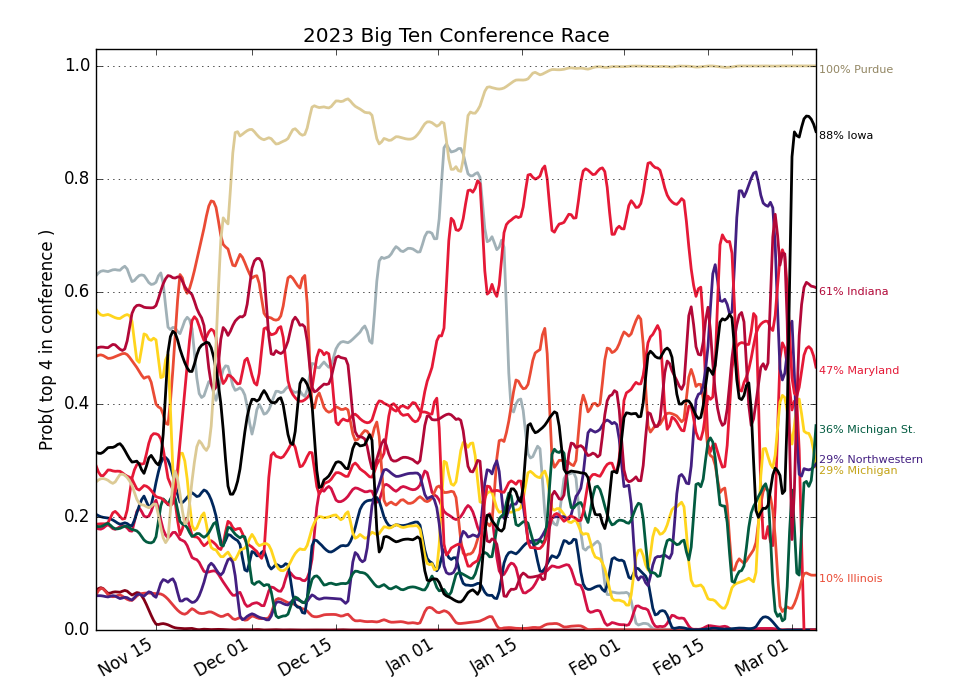 2023 Big Ten Conference Race
Prob( top 4 in conference )
1.0
0.8
0.6
0.4
0.2
0.0
Nov 15
Dec 01
Dec 15
Jan 01
Jan 15
Feb 01
Feb 15
Mar 01
100% Purdue
88% Iowa
61% Indiana
47% Maryland
36% Michigan St.
29% Northwestern
29% Michigan
10% Illinois